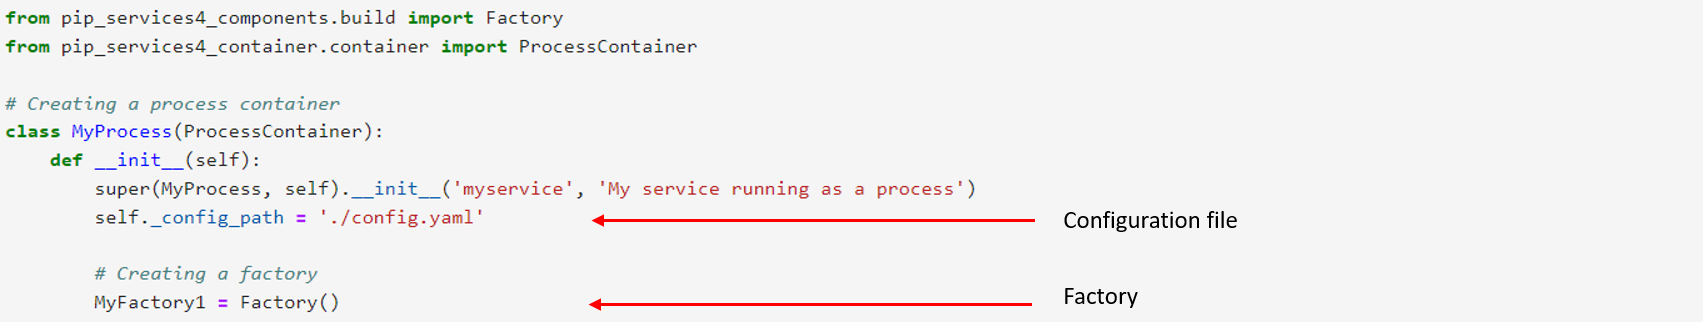 from pip_services4_components.build import Factory
from pip_services4_container.container import ProcessContainer
# Creating a process container
class MyProcess(ProcessContainer):
    def __init__(self):
        super(MyProcess, self).__init__('myservice', 'My service running as a process')
        self._config_path = './config.yaml'
Configuration file
        # Creating a factory
        MyFactory1 = Factory()
Factory